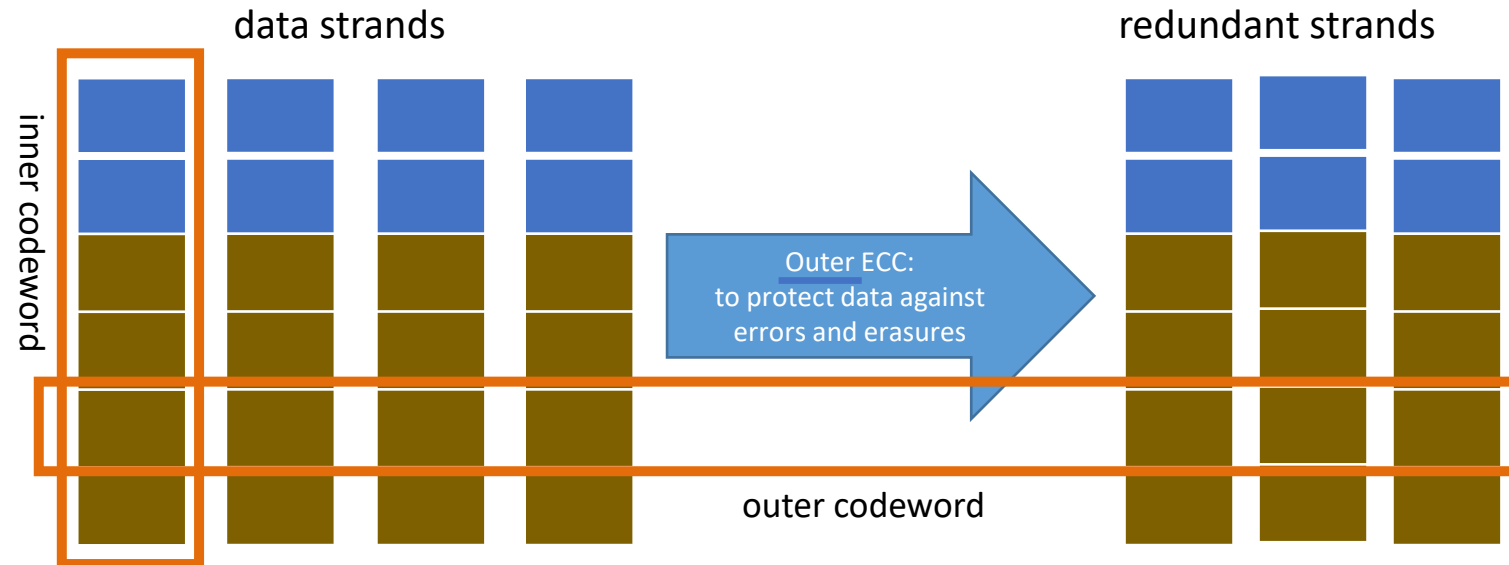 data strands
redundant strands
inner codeword
Outer ECC:
to protect data against
errors and erasures
outer codeword